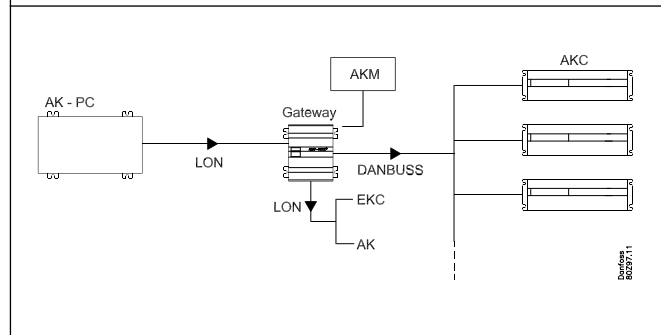 AKM
AKC
AK - PC
Gateway
LON
DANBUSS
LON
EKC
AK
Danfoss
80Z97.11